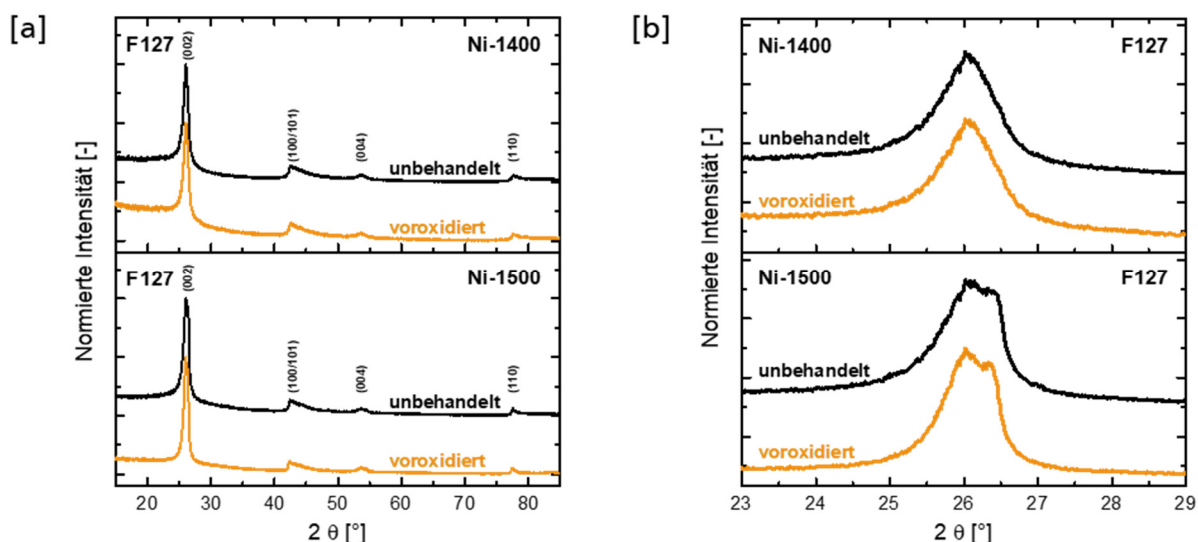 [a]
Normierte Intensität [-]
F127
Ni-1400
(002)
(100/101)
(004)
(110)
unbehandelt
voroxidiert
F127
Ni-1500
(002)
(100/101)
(004)
(110)
unbehandelt
voroxidiert
20 30 40 50 60 70 80
2 θ [°]
[b]
Normierte Intensität [-]
Ni-1400
F127
unbehandelt
voroxidiert
Ni-1500
F127
unbehandelt
voroxidiert
23 24 25 26 27 28 29
2 θ [°]